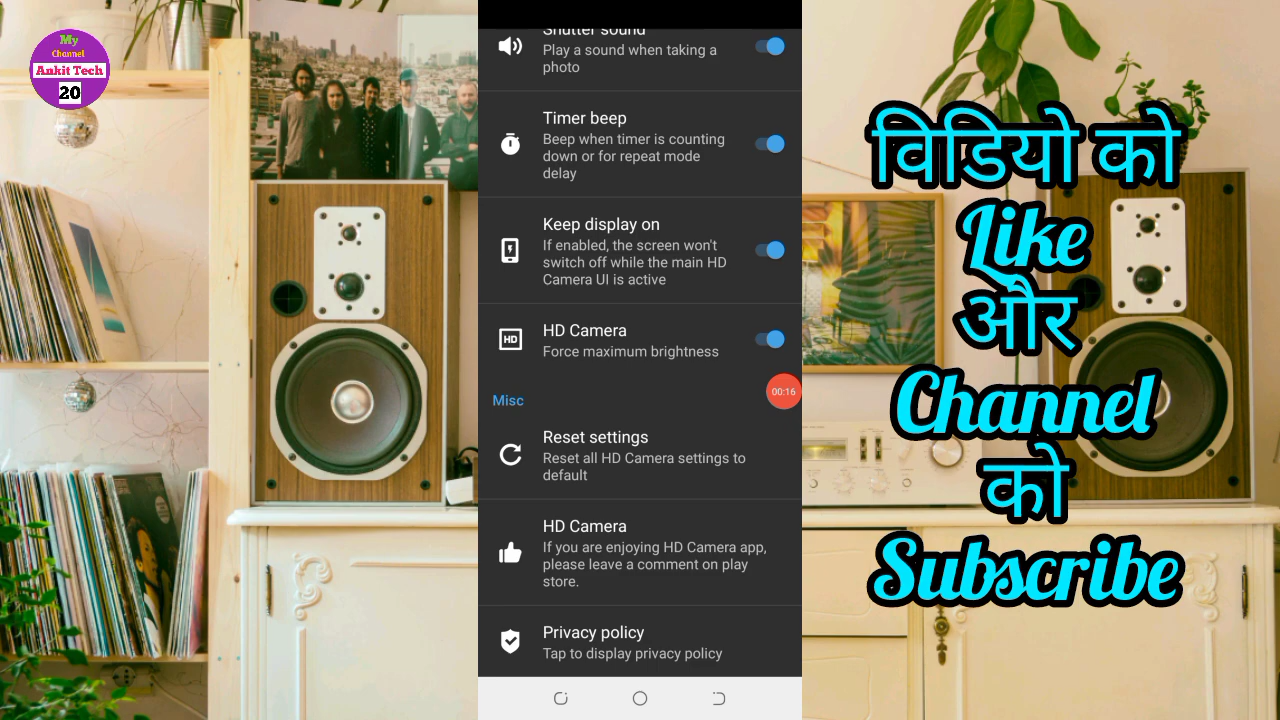 My
Channel
Ankit Tech
20
Shutter sound
Play a sound when taking a
photo
Timer beep
Beep when timer is counting
down or for repeat mode
delay
Keep display on
If enabled, the screen won't
switch off while the main HD
Camera UI is active
HD
HD Camera
Force maximum brightness
00:16
Misc
Reset settings
Reset all HD Camera settings to
default
HD Camera
If you are enjoying HD Camera app,
please leave a comment on play
store.
Privacy policy
Tap to display privacy policy
विडियो को
Like
और
Channel
को
Subscribe